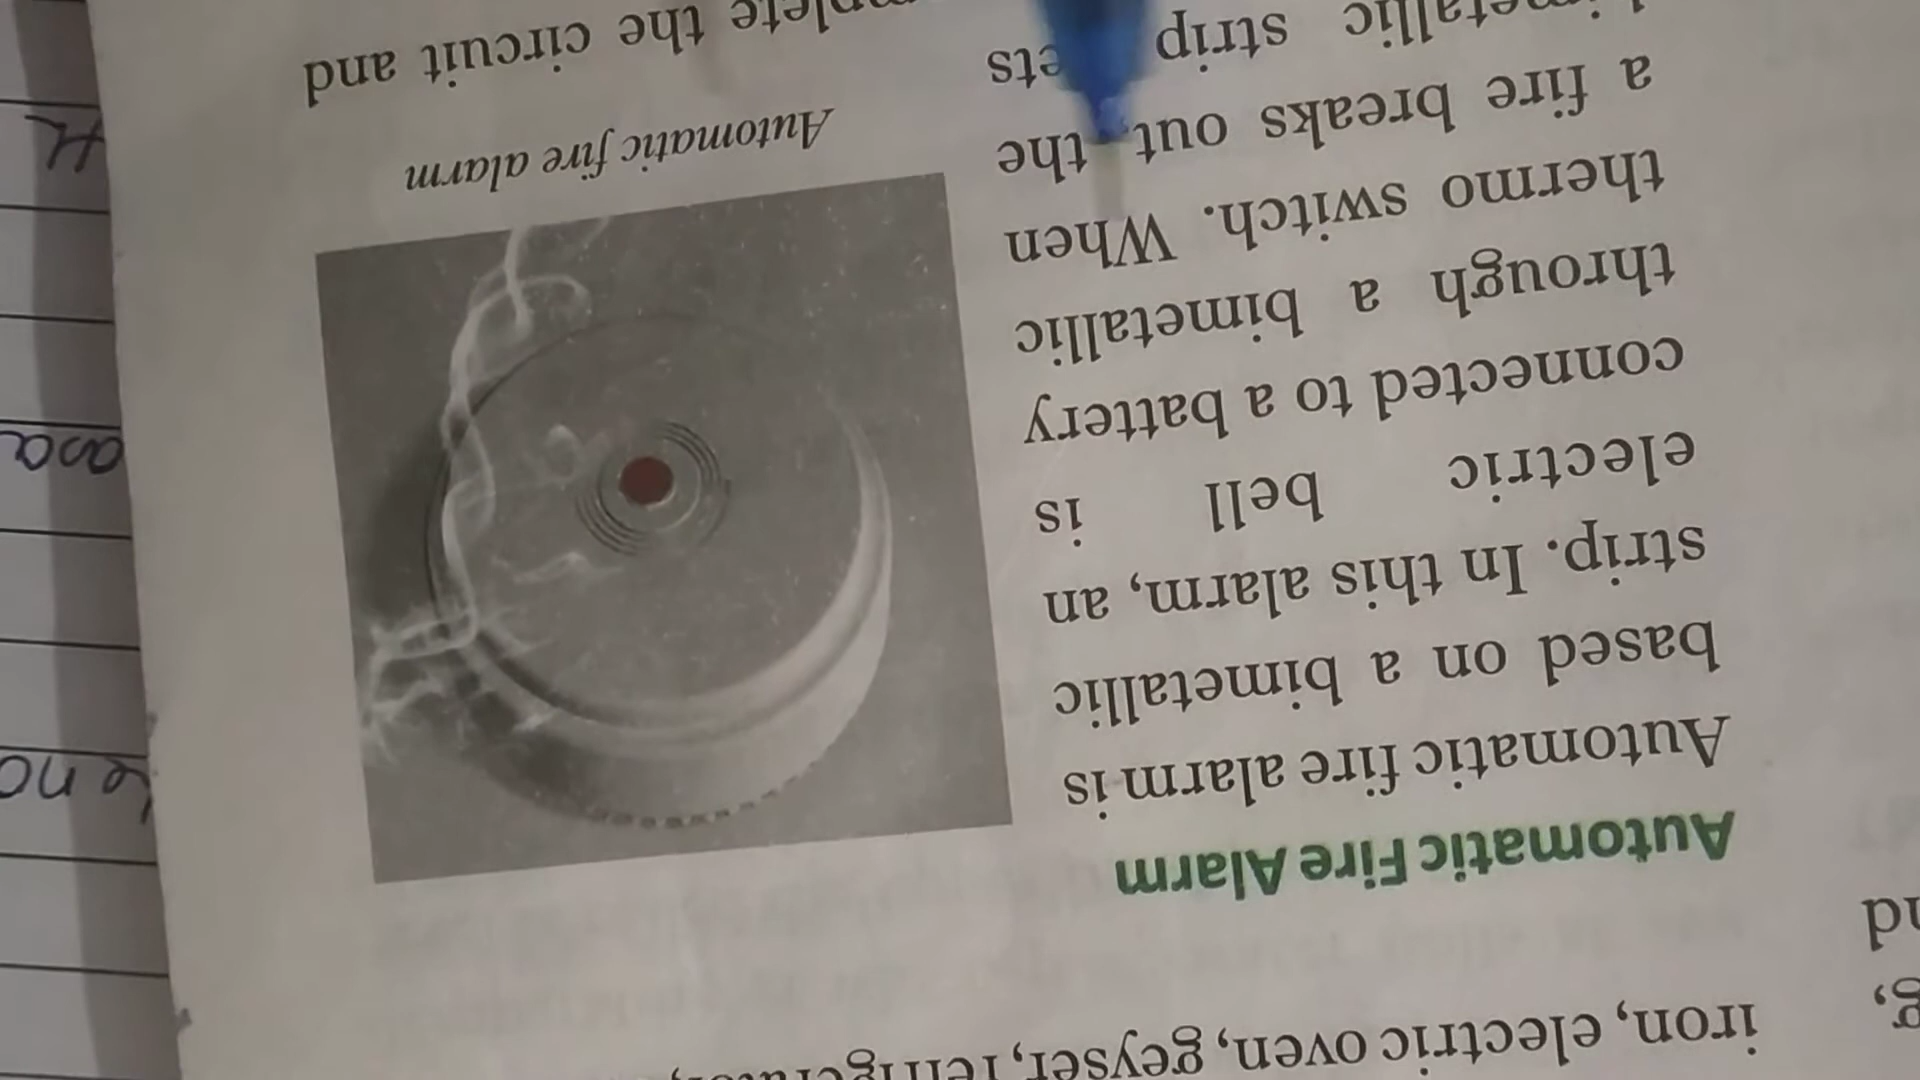 iron, electric oven, geyser,
Automatic Fire Alarm
Automatic fire alarm is
based on a bimetallic
strip. In this alarm, an
electric bell is
connected to a battery
through a bimetallic
thermo switch. When
a fire breaks out, the
strip
Automatic fire alarm
the circuit and